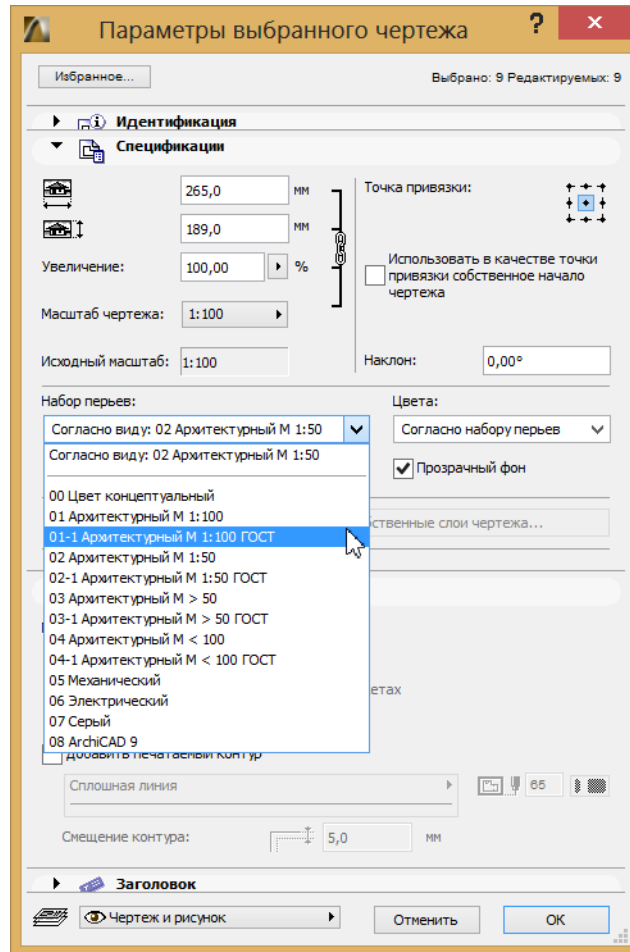 Параметры выбранного чертежа ?
Избранное...
Выбрано: 9 Редактируемых: 9
Идентификация
Спецификации
265,0 мм
Точка привязки:
189,0 мм
Увеличение: 100,00 %
Использовать в качестве точки
привязки собственное начало
чертежа
Масштаб чертежа: 1:100
Исходный масштаб: 1:100
Наклон: 0,00°
Набор перьев:
Цвета:
Согласно виду: 02 Архитектурный М 1:50
Согласно набору перьев
Согласно виду: 02 Архитектурный М 1:50
Прозрачный фон
00 Цвет концептуальный
01 Архитектурный М 1:100
01-1 Архитектурный М 1:100 ГОСТ
ственные слои чертежа...
02 Архитектурный М 1:50
02-1 Архитектурный М 1:50 ГОСТ
03 Архитектурный М > 50
03-1 Архитектурный М > 50 ГОСТ
04 Архитектурный М < 100
04-1 Архитектурный М < 100 ГОСТ
05 Механический
06 Электрический
етах
07 Серый
08 ArchiCAD 9
Добавить печатаемый контур
Сплошная линия
65
Смещение контура: 5,0 мм
Заголовок
Чертеж и рисунок
Отменить
ОК